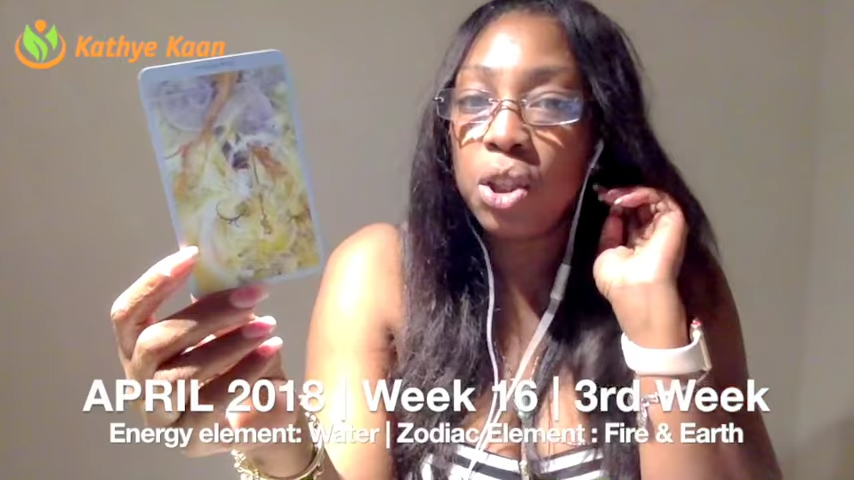 Kathye Kaan
APRIL 2018 | Week 16 | 3rd Week
Energy element: Water | Zodiac Element : Fire & Earth